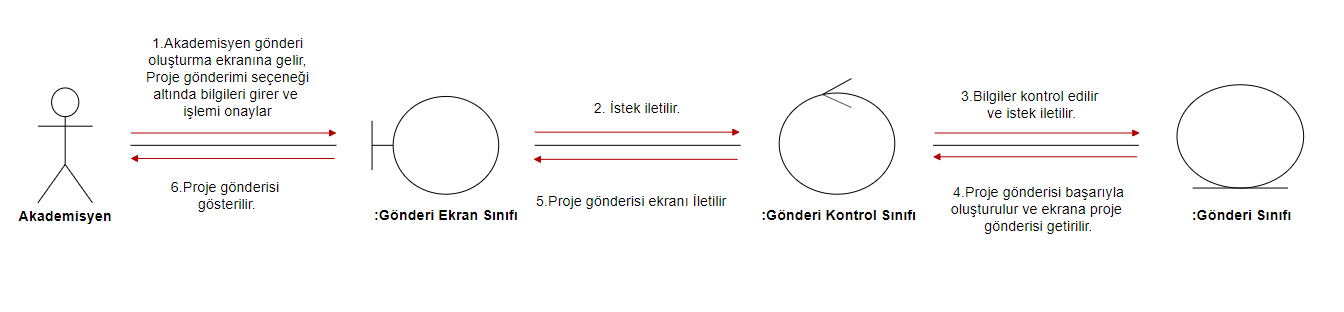 1.Akademisyen gönderi
oluşturma ekranına gelir,
Proje gönderimi seçeneği
altında bilgileri girer ve
işlemi onaylar
6.Proje gönderisi
gösterilir.
Akademisyen
:Gönderi Ekran Sınıfı
2. İstek iletilir.
5.Proje gönderisi ekranı İletilir
:Gönderi Kontrol Sınıfı
3.Bilgiler kontrol edilir
ve istek iletilir.
4.Proje gönderisi başarıyla
oluşturulur ve ekrana proje
gönderisi getirilir.
:Gönderi Sınıfı